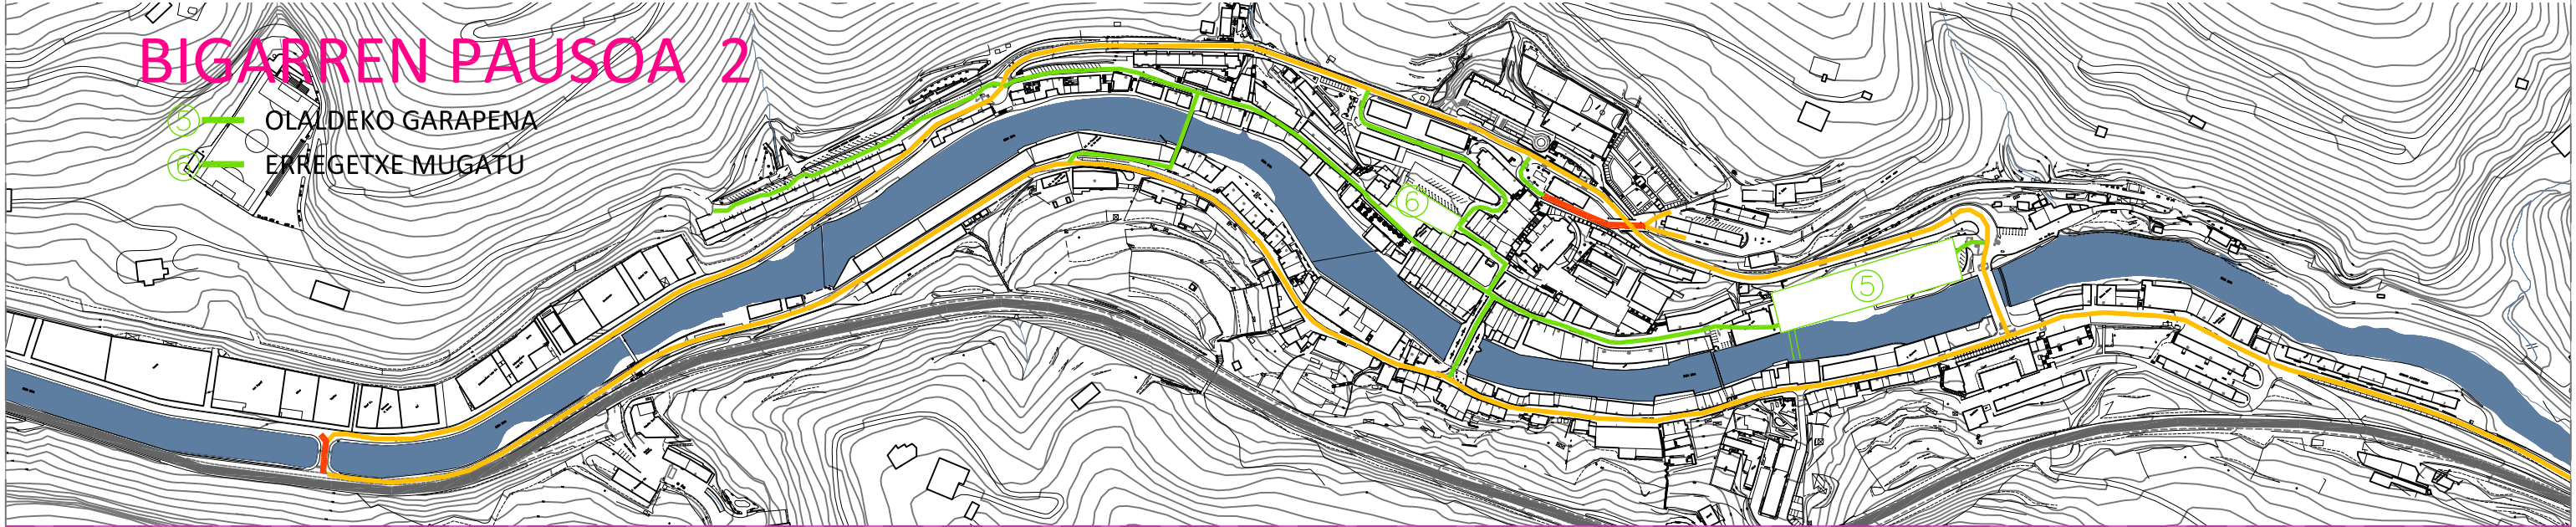 BIGARREN PAUSOA 2
5 OLALDEKO GARAPENA
6 ERREGETXE MUGATU
6
5